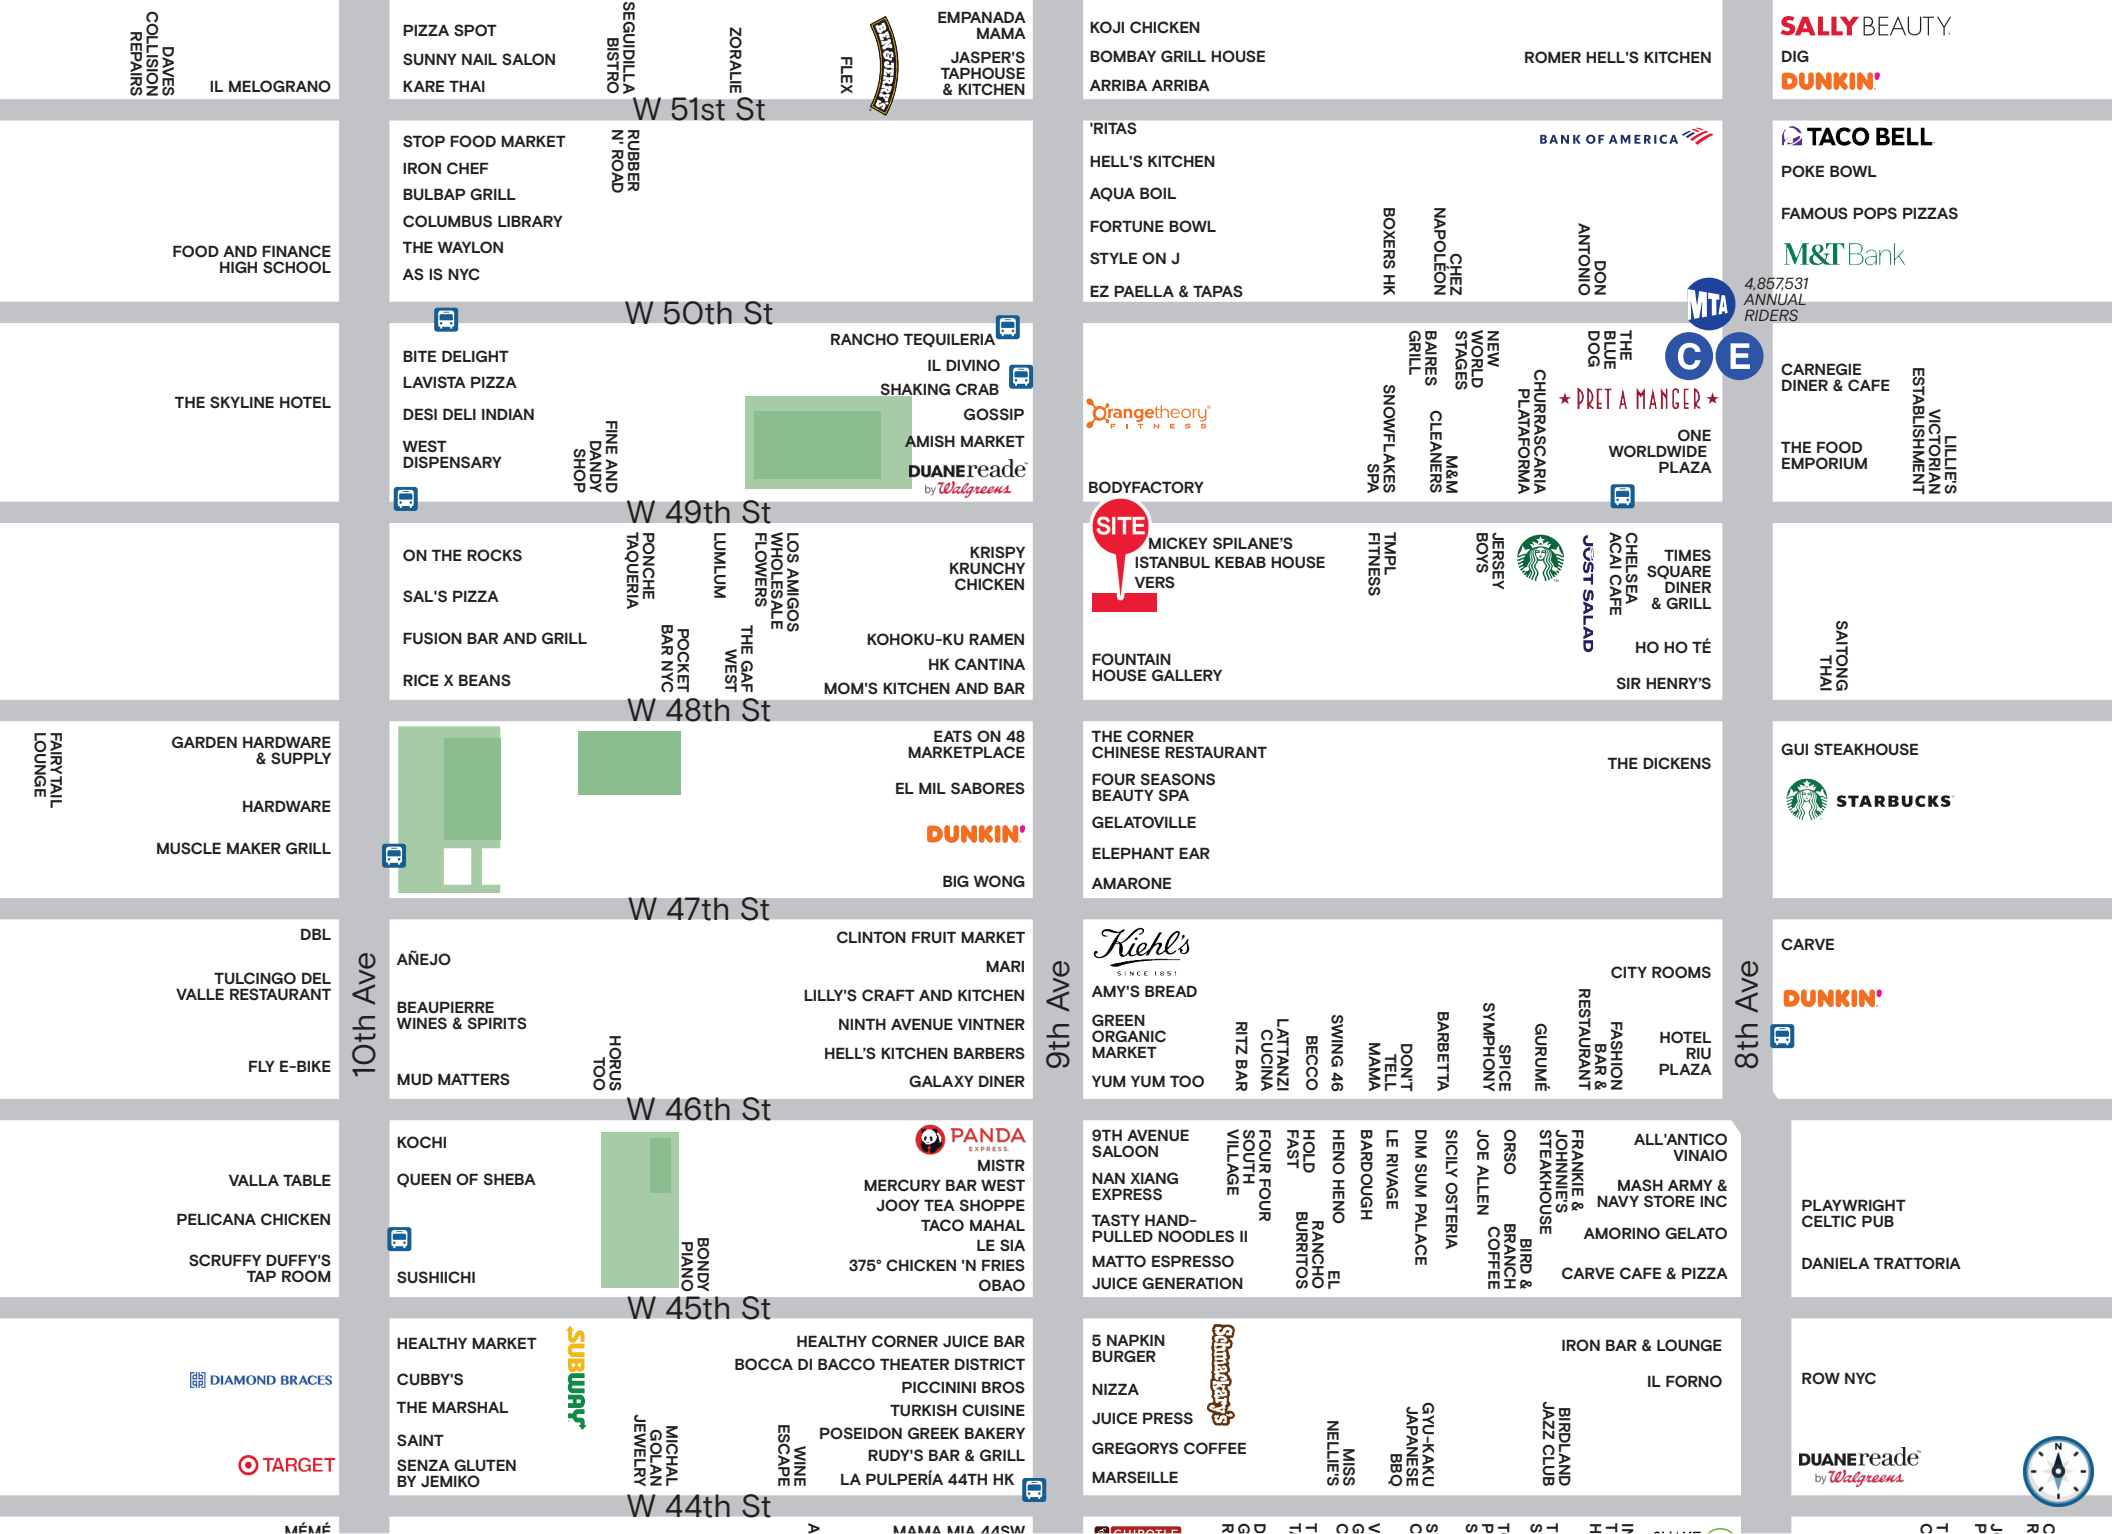 DAVES
COLLISION
REPAIRS
IL MELOGRANO
PIZZA SPOT
SUNNY NAIL SALON
KARE THAI
SEGUIDILLA
BISTRO
ZORALIE
FLEX
BEN & JERRY'S
EMPANADA
MAMA
JASPER'S
TAPHOUSE
& KITCHEN
KOJI CHICKEN
BOMBAY GRILL HOUSE
ARRIBA ARRIBA
ROMER HELL'S KITCHEN
SALLY BEAUTY
DIG
DUNKIN'
W 51st St
FOOD AND FINANCE
HIGH SCHOOL
STOP FOOD MARKET
IRON CHEF
BULBAP GRILL
COLUMBUS LIBRARY
THE WAYLON
AS IS NYC
RUBBER
N' ROAD
'RITAS
HELL'S KITCHEN
AQUA BOIL
FORTUNE BOWL
STYLE ON J
EZ PAELLA & TAPAS
BOXERS HK
CHEZ
NAPOLÉON
DON
ANTONIO
BANK OF AMERICA
TACO BELL
POKE BOWL
FAMOUS POPS PIZZAS
M&T Bank
MTA
4,857,531
ANNUAL
RIDERS
C E
W 50th St
THE SKYLINE HOTEL
BITE DELIGHT
LAVISTA PIZZA
DESI DELI INDIAN
WEST
DISPENSARY
FINE AND
DANDY
SHOP
RANCHO TEQUILERIA
IL DIVINO
SHAKING CRAB
GOSSIP
AMISH MARKET
DUANE reade
by Walgreens
orangetheory
FITNESS
BODYFACTORY
BAIRES
GRILL
NEW
WORLD
STAGES
THE
BLUE
DOG
SNOWFLAKES
SPA
M&M
CLEANERS
CHURRASCARIA
PLATAFORMA
PRET A MANGER
ONE
WORLDWIDE
PLAZA
CARNEGIE
DINER & CAFE
THE FOOD
EMPORIUM
LILLIE'S
VICTORIAN
ESTABLISHMENT
W 49th St
ON THE ROCKS
SAL'S PIZZA
FUSION BAR AND GRILL
RICE X BEANS
PONCHE
TAQUERIA
LUMLUM
LOS AMIGOS
WHOLESALE
FLOWERS
POCKET
BAR NYC
THE GAF
WEST
KRISPY
KRUNCHY
CHICKEN
KOHOKU-KU RAMEN
HK CANTINA
MOM'S KITCHEN AND BAR
SITE
MICKEY SPILANE'S
ISTANBUL KEBAB HOUSE
VERS
FOUNTAIN
HOUSE GALLERY
TMPL
FITNESS
JERSEY
BOYS
JUST SALAD
CHELSEA
ACAI CAFE
TIMES
SQUARE
DINER
& GRILL
HO HO TÉ
SIR HENRY'S
SAITONG
THAI
W 48th St
FAIRYTAIL
LOUNGE
GARDEN HARDWARE
& SUPPLY
HARDWARE
MUSCLE MAKER GRILL
EATS ON 48
MARKETPLACE
EL MIL SABORES
DUNKIN'
BIG WONG
THE CORNER
CHINESE RESTAURANT
FOUR SEASONS
BEAUTY SPA
GELATOVILLE
ELEPHANT EAR
AMARONE
THE DICKENS
GUI STEAKHOUSE
STARBUCKS
W 47th St
DBL
TULCINGO DEL
VALLE RESTAURANT
FLY E-BIKE
10th Ave
AÑEJO
BEAUPIERRE
WINES & SPIRITS
MUD MATTERS
HORUS
TOO
CLINTON FRUIT MARKET
MARI
LILLY'S CRAFT AND KITCHEN
NINTH AVENUE VINTNER
HELL'S KITCHEN BARBERS
GALAXY DINER
9th Ave
Kiehl's
SINCE 1851
AMY'S BREAD
GREEN
ORGANIC
MARKET
YUM YUM TOO
RITZ BAR
LATTANZI
CUCINA
BECCO
SWING 46
DON'T
TELL
MAMA
BARBETTA
SPICE
SYMPHONY
GURUMÉ
FASHION
BAR &
RESTAURANT
CITY ROOMS
HOTEL
RIU
PLAZA
8th Ave
CARVE
DUNKIN'
W 46th St
VALLA TABLE
PELICANA CHICKEN
SCRUFFY DUFFY'S
TAP ROOM
KOCHI
QUEEN OF SHEBA
SUSHIICHI
BONDY
PIANO
PANDA
EXPRESS
MISTR
MERCURY BAR WEST
JOOY TEA SHOPPE
TACO MAHAL
LE SIA
375° CHICKEN 'N FRIES
OBAO
9TH AVENUE
SALOON
NAN XIANG
EXPRESS
TASTY HAND-
PULLED NOODLES II
MATTO ESPRESSO
JUICE GENERATION
FOUR FOUR
SOUTH
VILLAGE
HOLD
FAST
HENO HENO
BARDOUGH
LE RIVAGE
DIM SUM PALACE
SICILY OSTERIA
JOE ALLEN
ORSO
FRANKIE &
JOHNNIE'S
STEAKHOUSE
EL
RANCHO
BURRITOS
BIRD &
BRANCH
COFFEE
ALL'ANTICO
VINAIO
MASH ARMY &
NAVY STORE INC
AMORINO GELATO
CARVE CAFE & PIZZA
PLAYWRIGHT
CELTIC PUB
DANIELA TRATTORIA
W 45th St
DIAMOND BRACES
TARGET
HEALTHY MARKET
CUBBY'S
THE MARSHAL
SAINT
SENZA GLUTEN
BY JEMIKO
SUBWAY
MICHAL
GOLAN
JEWELRY
WINE
ESCAPE
HEALTHY CORNER JUICE BAR
BOCCA DI BACCO THEATER DISTRICT
PICCININI BROS
TURKISH CUISINE
POSEIDON GREEK BAKERY
RUDY'S BAR & GRILL
LA PULPERÍA 44TH HK
5 NAPKIN
BURGER
NIZZA
JUICE PRESS
GREGORYS COFFEE
MARSEILLE
Schmackary's
MISS
NELLIE'S
GYU-KAKU
JAPANESE
BBQ
BIRDLAND
JAZZ CLUB
IRON BAR & LOUNGE
IL FORNO
ROW NYC
DUANE reade
by Walgreens
N
W 44th St
MÉMÉ
MAMA MIA 44SW
CHIPOTLE